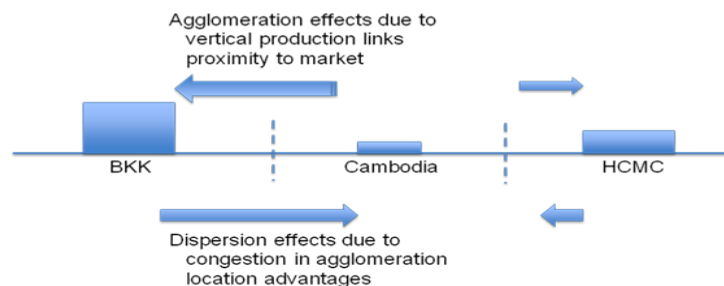 Agglomeration effects due to
vertical production links
proximity to market
BKK
Cambodia
HCMC
Dispersion effects due to
congestion in agglomeration
location advantages